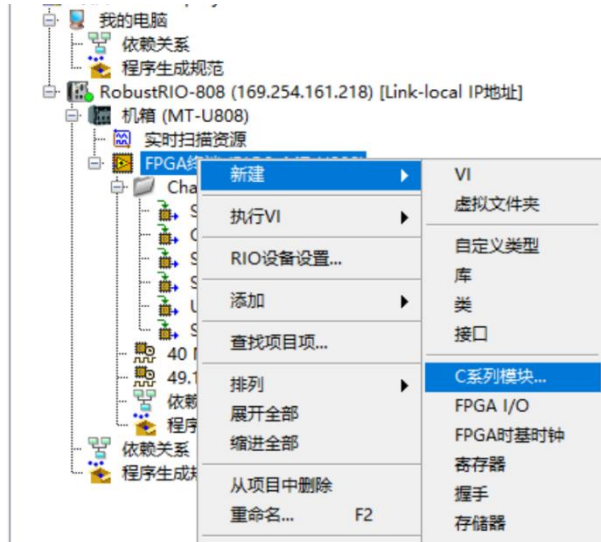 我的电脑
依赖关系
程序生成规范
RobustRIO-808 (169.254.161.218) [Link-local IP地址]
机箱 (MT-U808)
实时扫描资源
FPGA终端
Cha
S
C
S
S
U
S
40 M
49.1
依赖
程序
依赖关系
程序生成规
新建
执行VI
RIO设备设置...
添加
查找项目项...
排列
展开全部
缩进全部
从项目中删除
重命名... F2
VI
虚拟文件夹
自定义类型
库
类
接口
C系列模块...
FPGA I/O
FPGA时基时钟
寄存器
握手
存储器